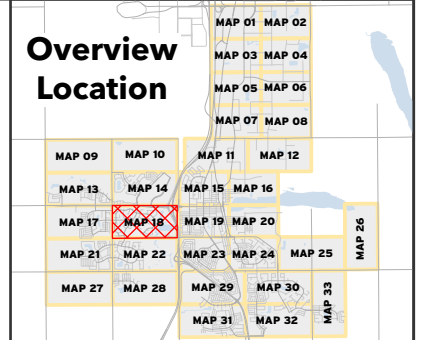 Overview
Location
MAP 01 MAP 02
MAP 03 MAP 04
MAP 05 MAP 06
MAP 07 MAP 08
MAP 09 MAP 10 MAP 11 MAP 12
MAP 13 MAP 14 MAP 15 MAP 16
MAP 17 MAP 18 MAP 19 MAP 20
MAP 26
MAP 21 MAP 22 MAP 23 MAP 24 MAP 25
MAP 27 MAP 28 MAP 29 MAP 30
MAP 33
MAP 31 MAP 32